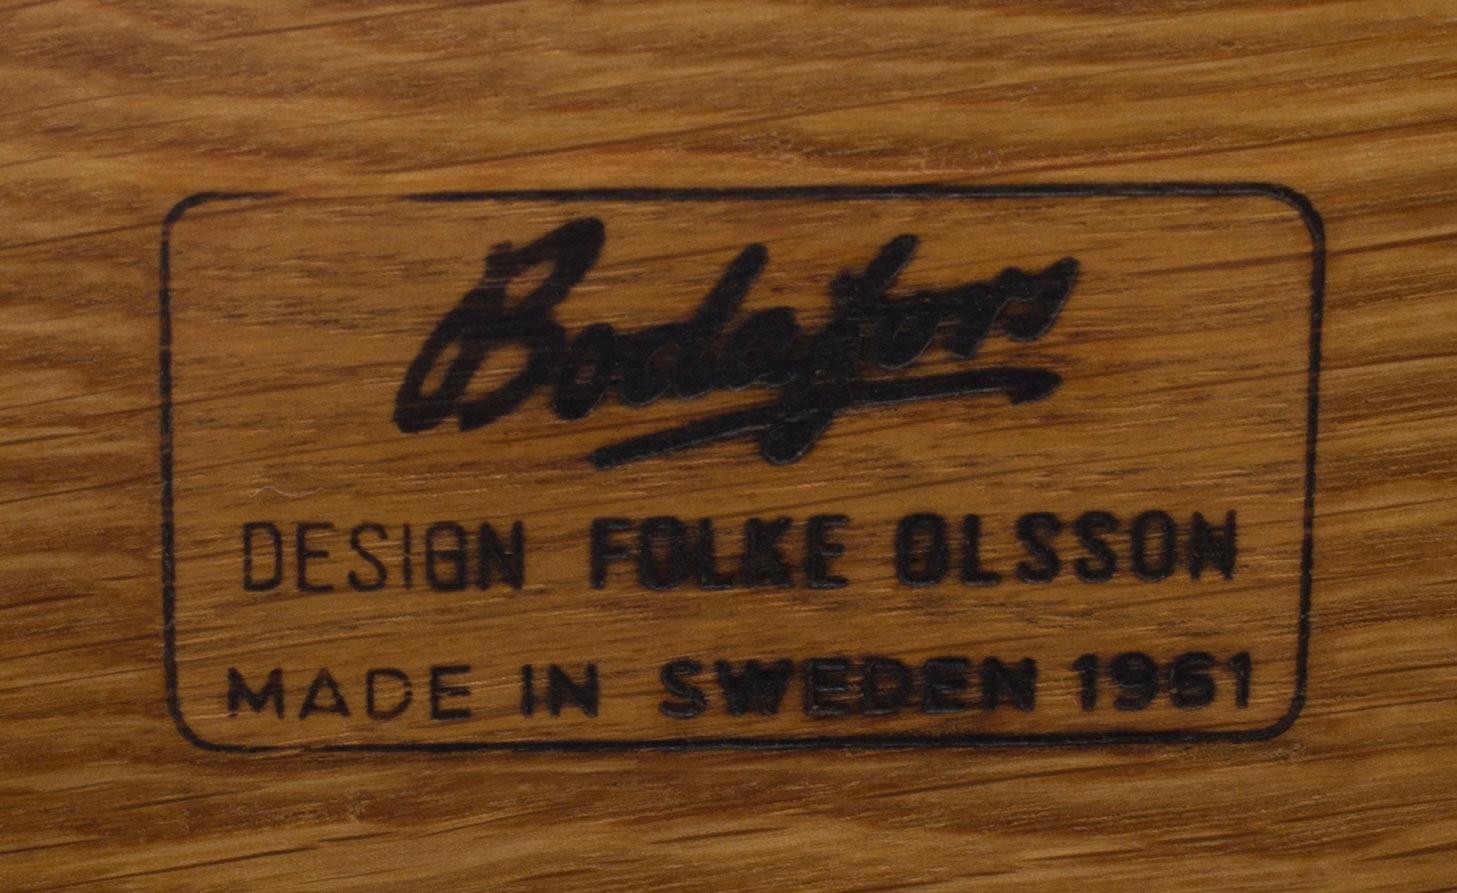 Bodafors
DESIGN FOLKE OLSSON
MADE IN SWEDEN 1961